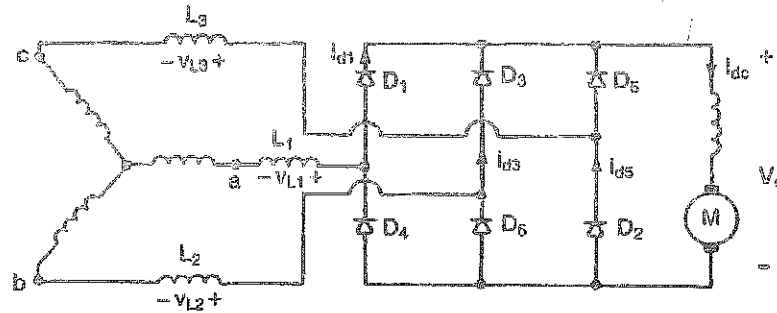 L3
c
- vL3 +
id1
D1
D3
D5
idc
+
L1
a
- vL1 +
id3
id5
M
D4
D6
D2
-
L2
b
- vL2 +